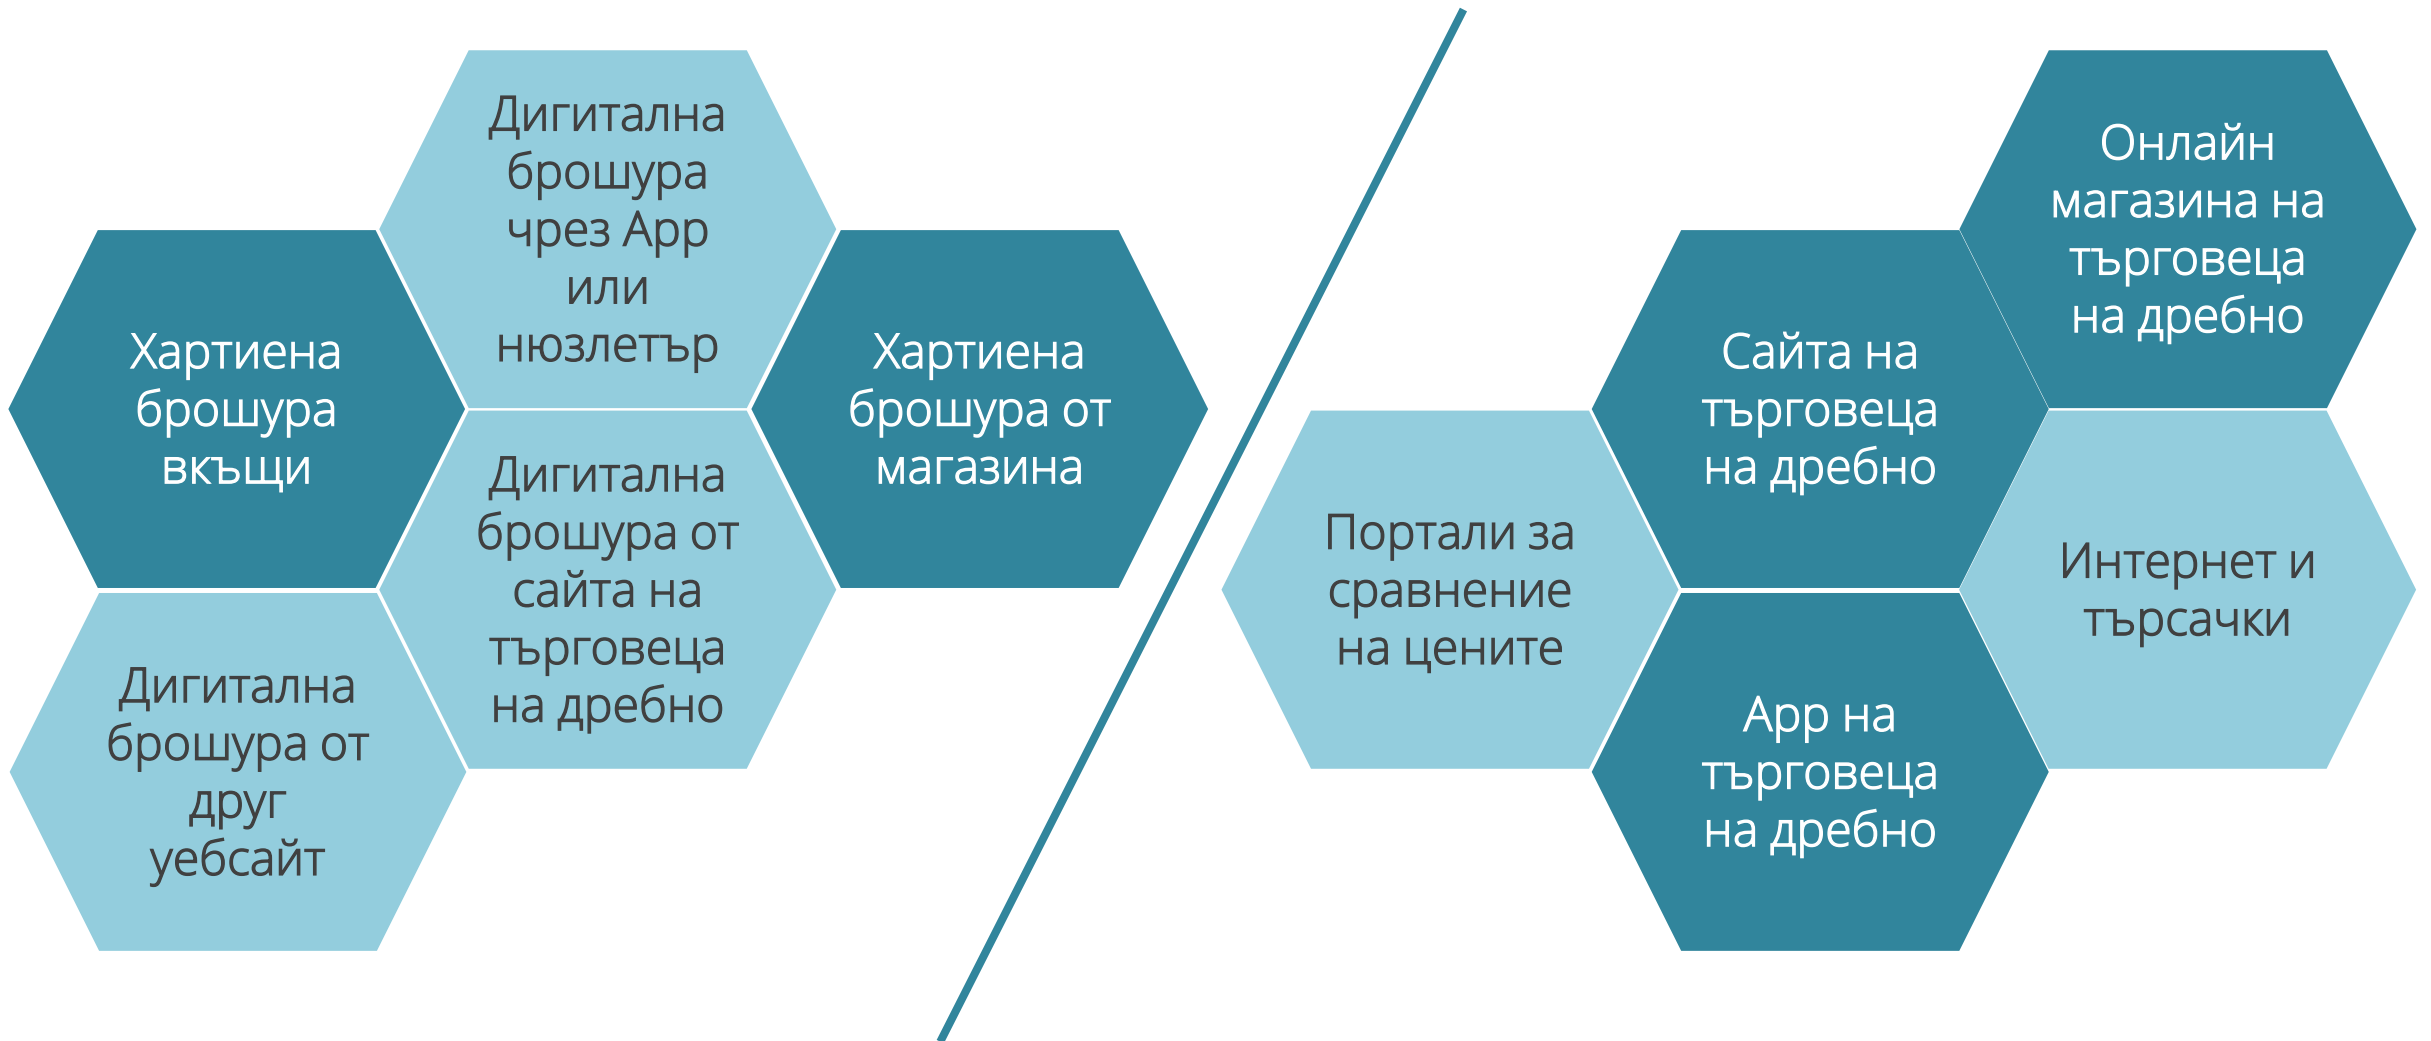 Дигитална
брошура
чрез App
или
нюзлетър
Хартиена
брошура
вкъщи
Хартиена
брошура от
магазина
Дигитална
брошура от
сайта на
търговеца
на дребно
Дигитална
брошура от
друг
уебсайт
Онлайн
магазина на
търговеца
на дребно
Сайта на
търговеца
на дребно
Портали за
сравнение
на цените
Интернет и
търсачки
App на
търговеца
на дребно